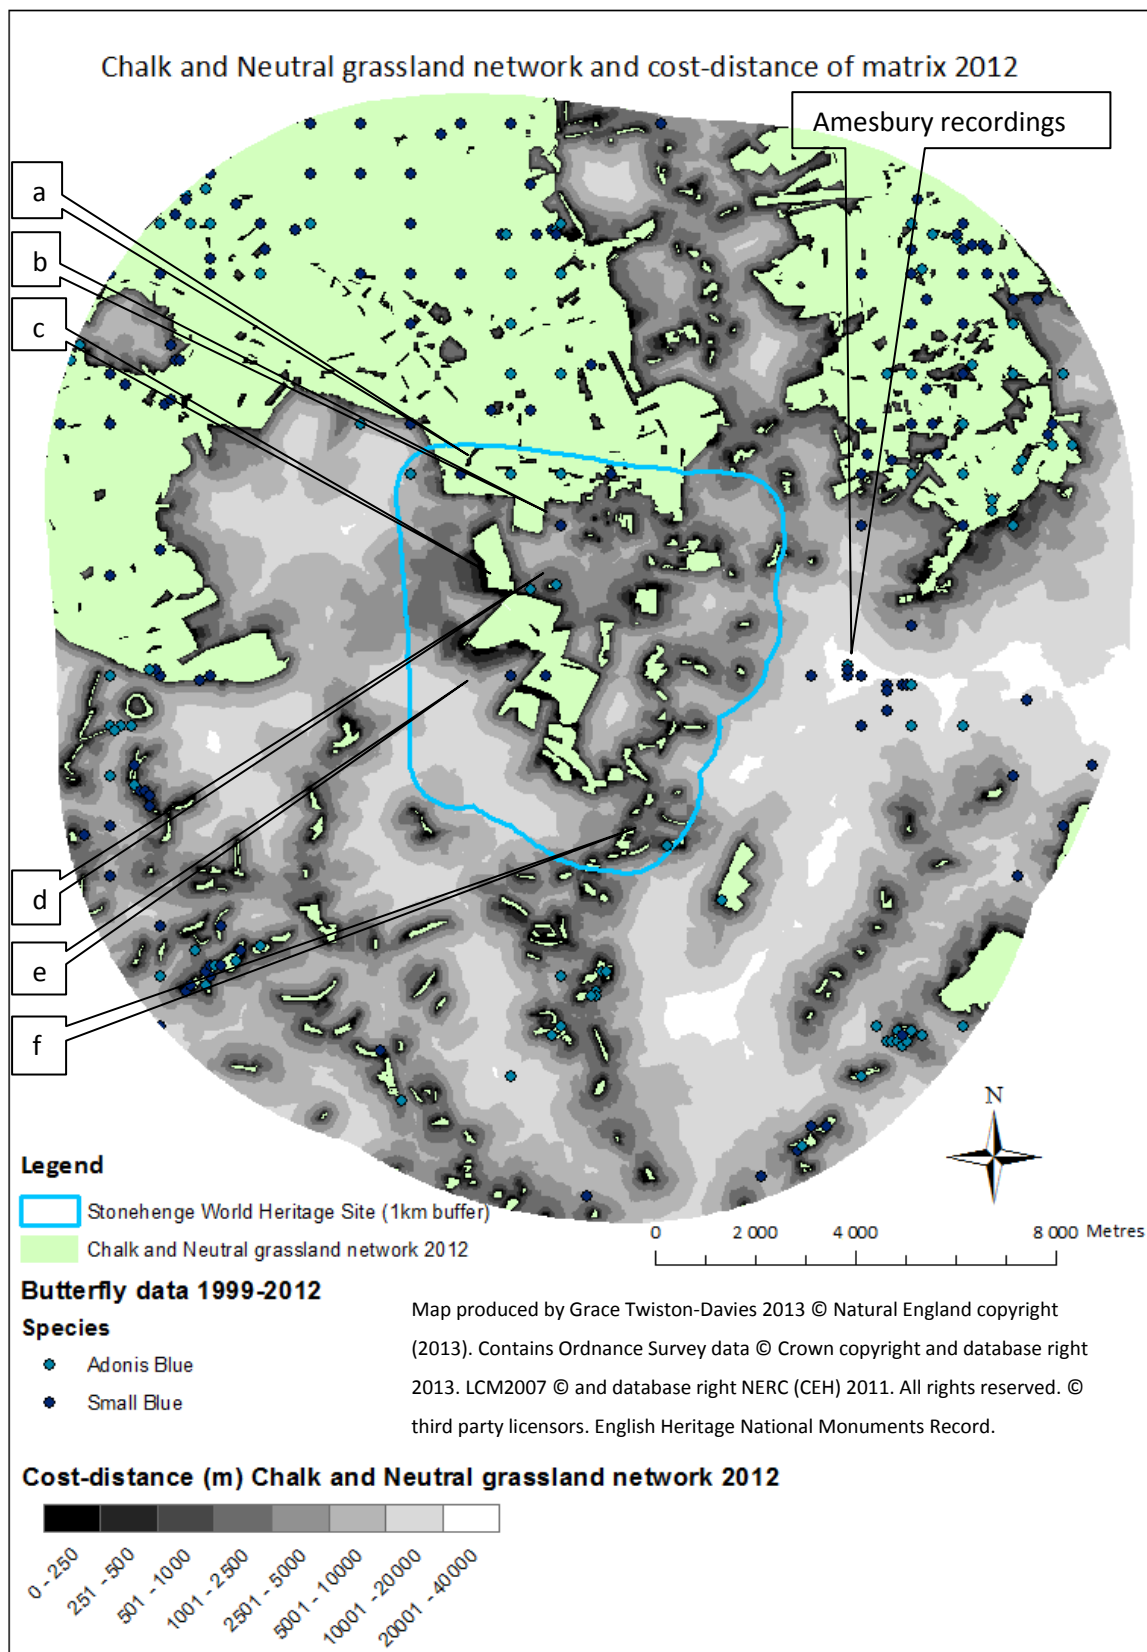 Chalk and Neutral grassland network and cost-distance of matrix 2012
Amesbury recordings
a
b
c
d
e
f
N
Legend
Stonehenge World Heritage Site (1km buffer)
Chalk and Neutral grassland network 2012
0 2 000 4 000 8 000 Metres
Butterfly data 1999-2012
Species
Adonis Blue
Small Blue
Map produced by Grace Twiston-Davies 2013 © Natural England copyright
(2013). Contains Ordnance Survey data © Crown copyright and database right
2013. LCM2007 © and database right NERC (CEH) 2011. All rights reserved. ©
third party licensors. English Heritage National Monuments Record.
Cost-distance (m) Chalk and Neutral grassland network 2012
0 - 250
251 - 500
501 - 1000
1001 - 2500
2501 - 5000
5001 - 10000
10001 - 20000
20001 - 40000